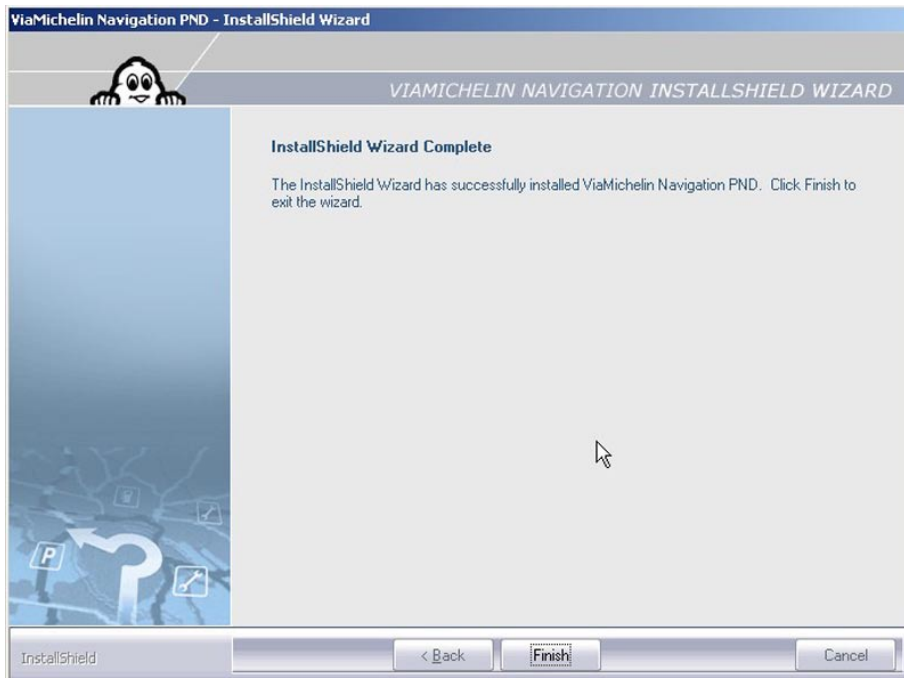 ViaMichelin Navigation PND - InstallShield Wizard
VIAMICHELIN NAVIGATION INSTALLSHIELD WIZARD
InstallShield Wizard Complete
The InstallShield Wizard has successfully installed ViaMichelin Navigation PND. Click Finish to
exit the wizard.
P
InstallShield
< Back
Finish
Cancel